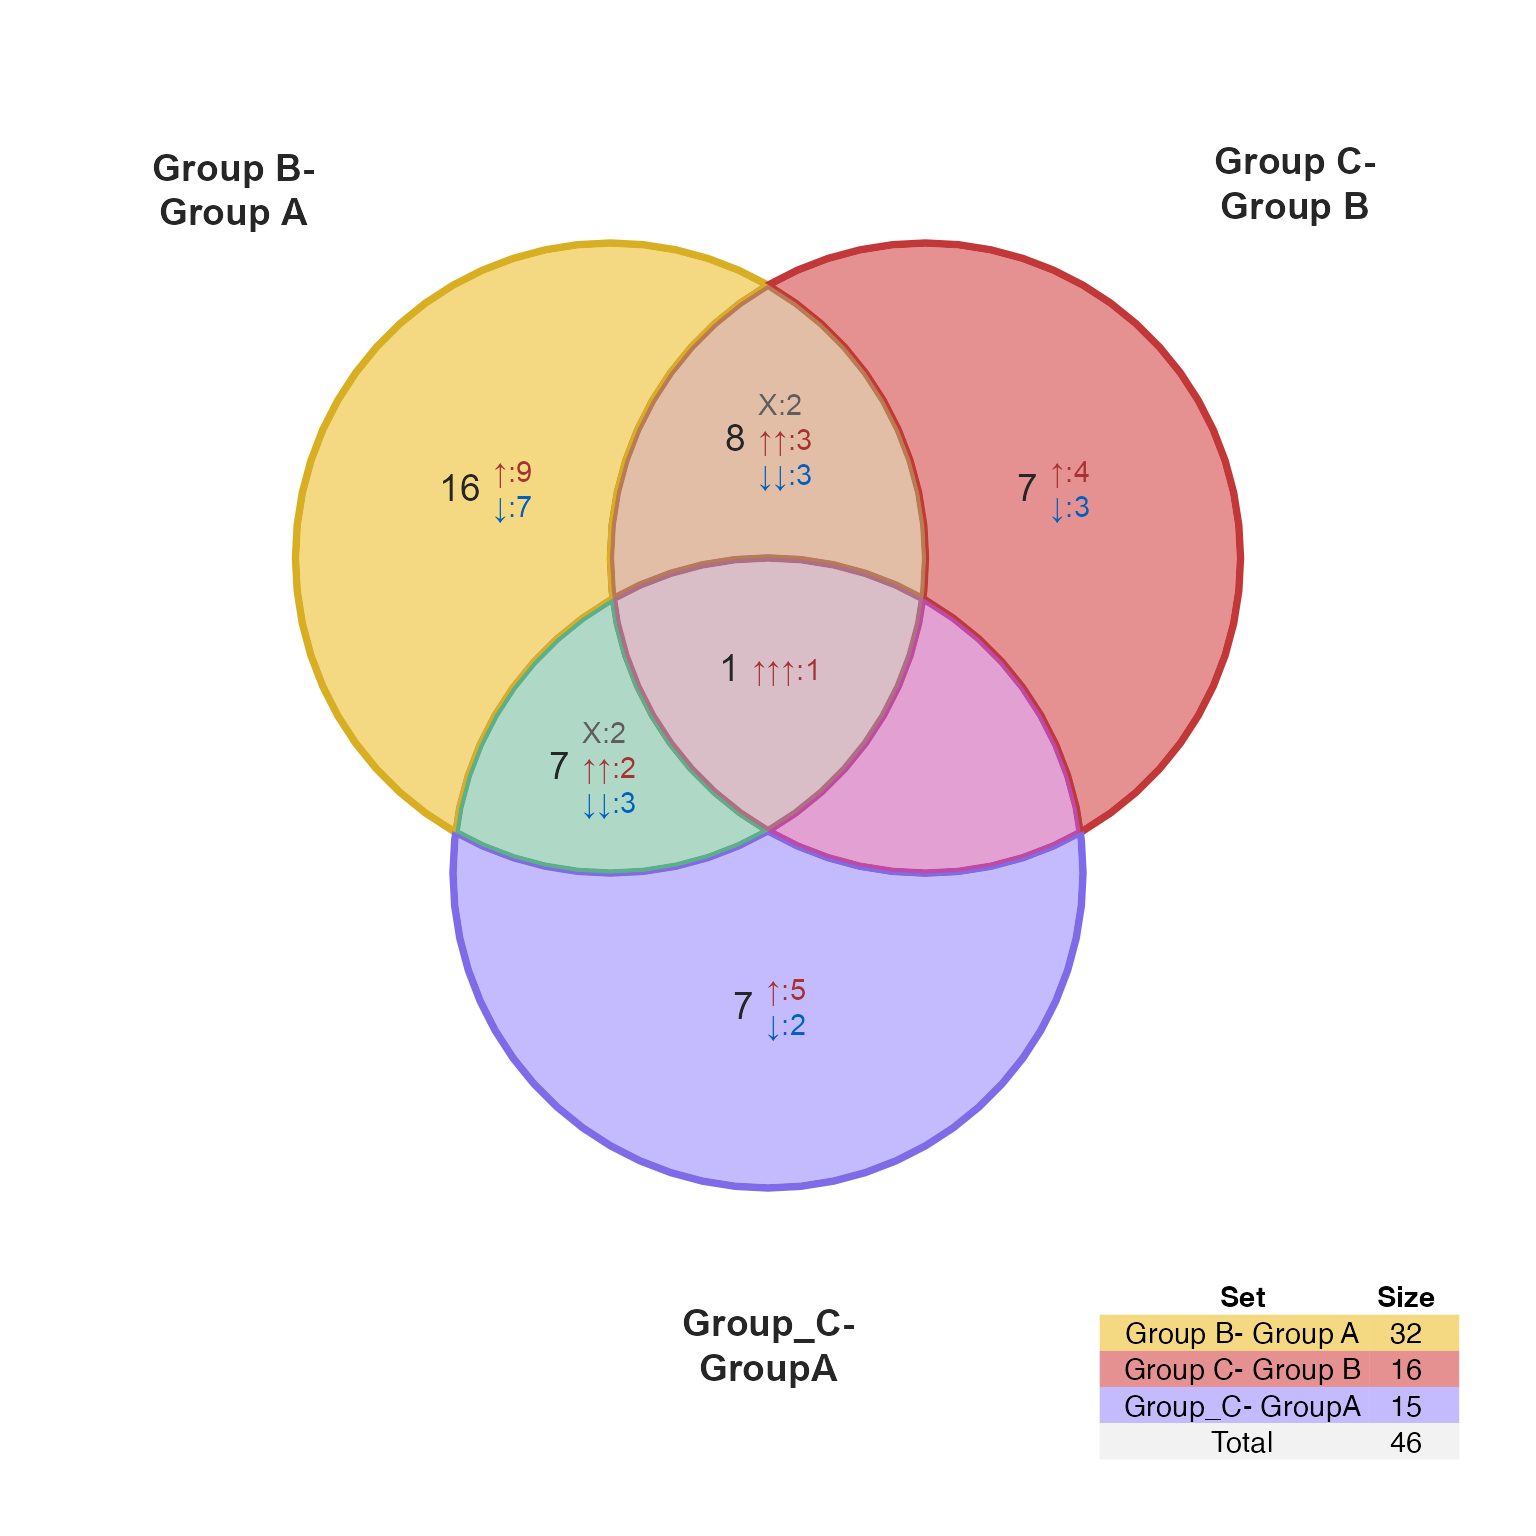 Group B-
Group A
Group C-
Group B
X:2
8 ↑↑:3
↓↓:3
16 ↑:9
↓:7
7 ↑:4
↓:3
1 ↑↑↑:1
X:2
7 ↑↑:2
↓↓:3
7 ↑:5
↓:2
Group_C-
GroupA
Set Size
Group B- Group A 32
Group C- Group B 16
Group_C- GroupA 15
Total 46